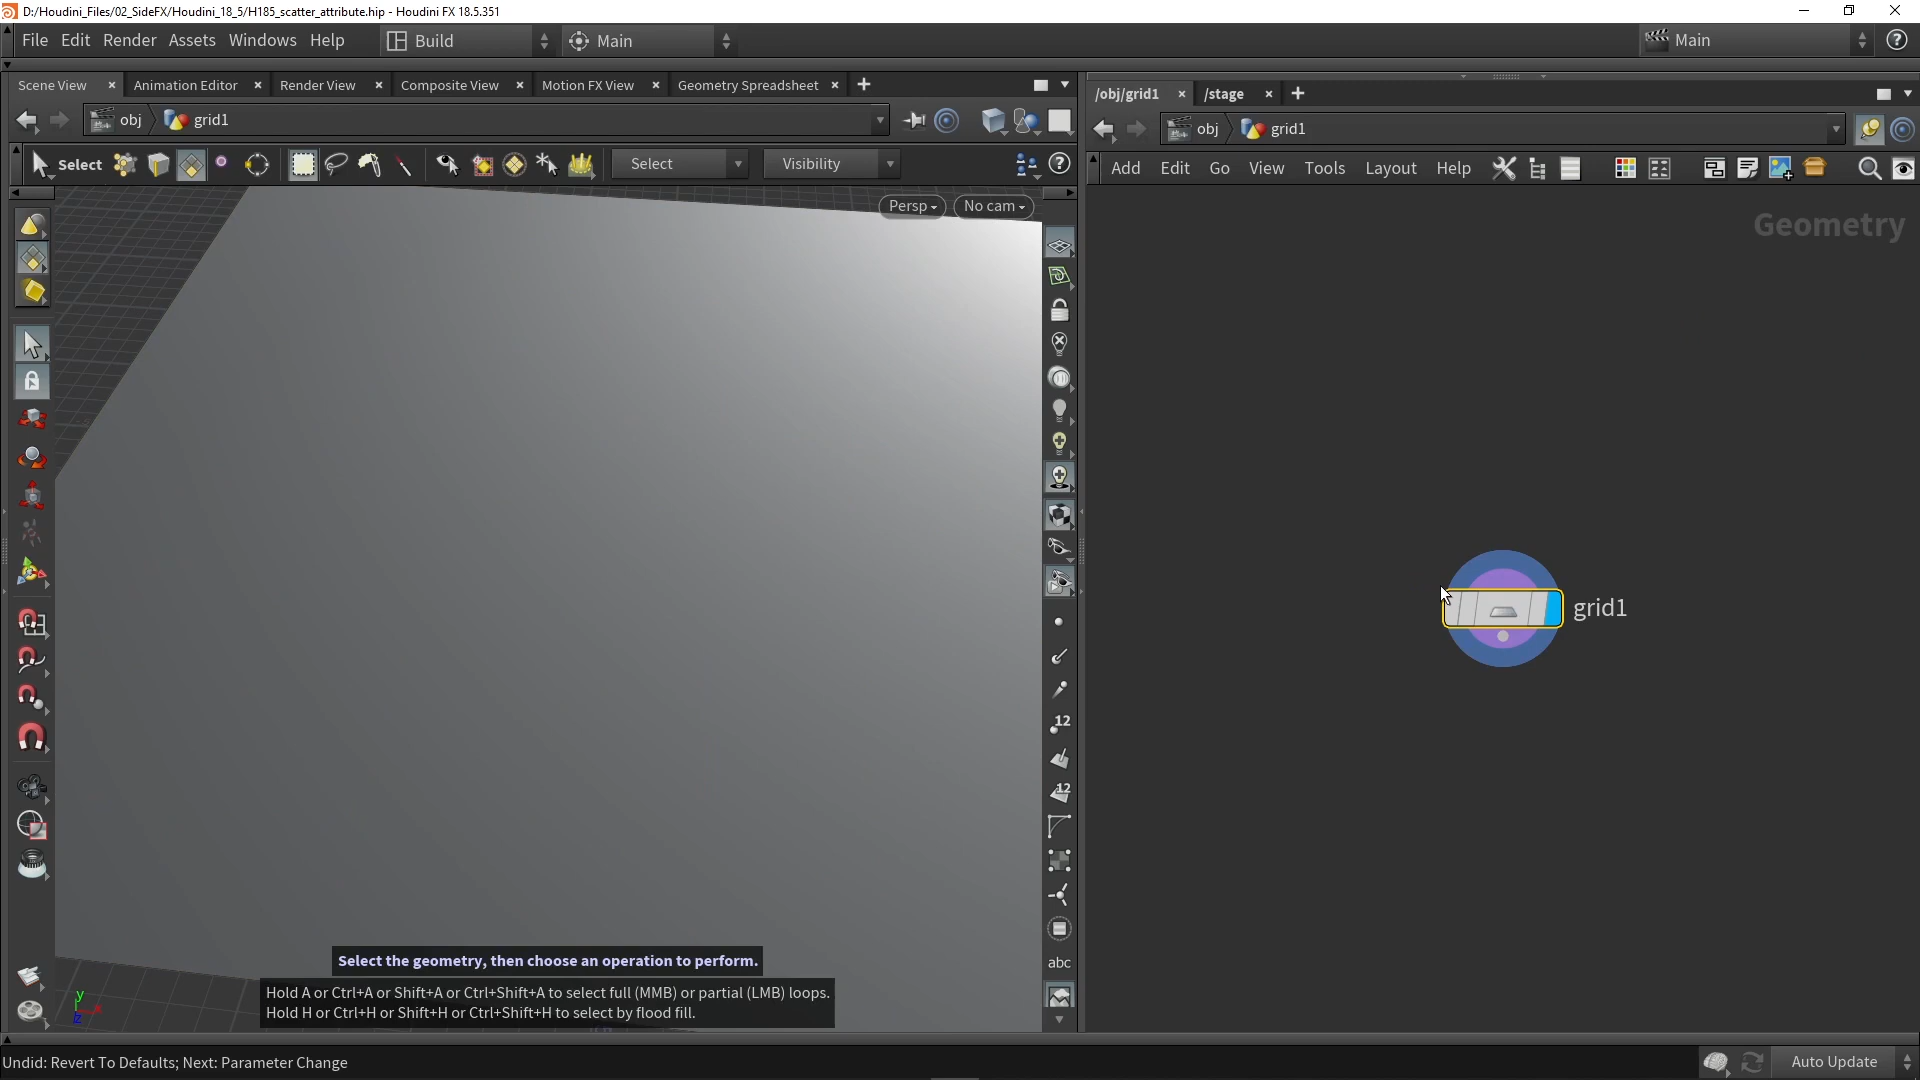 D:/Houdini_Files/02_SideFX/Houdini_18_5/H185_scatter_attribute.hip - Houdini FX 18.5.351
File Edit Render Assets Windows Help Build Main Main
Scene View Animation Editor Render View Composite View Motion FX View Geometry Spreadsheet
/obj/grid1 /stage
obj grid1
obj grid1
Select Select Visibility
Add Edit Go View Tools Layout Help
Persp No cam
Geometry
grid1
12
12
abc
Select the geometry, then choose an operation to perform.
Hold A or Ctrl+A or Shift+A or Ctrl+Shift+A to select full (MMB) or partial (LMB) loops.
Hold H or Ctrl+H or Shift+H or Ctrl+Shift+H to select by flood fill.
y
x
z
Undid: Revert To Defaults; Next: Parameter Change
Auto Update